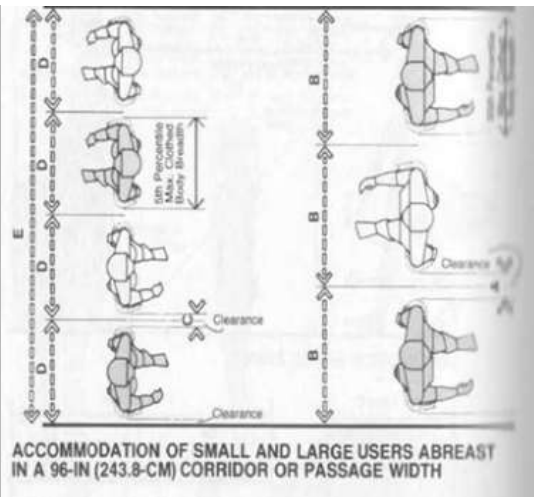 D
D
D
D
E
5th Percentile
Max. Clothed
Body Breadth
C
Clearance
Clearance
B
B
B
Clearance
A
ACCOMMODATION OF SMALL AND LARGE USERS ABREAST
IN A 96-IN (243.8-CM) CORRIDOR OR PASSAGE WIDTH